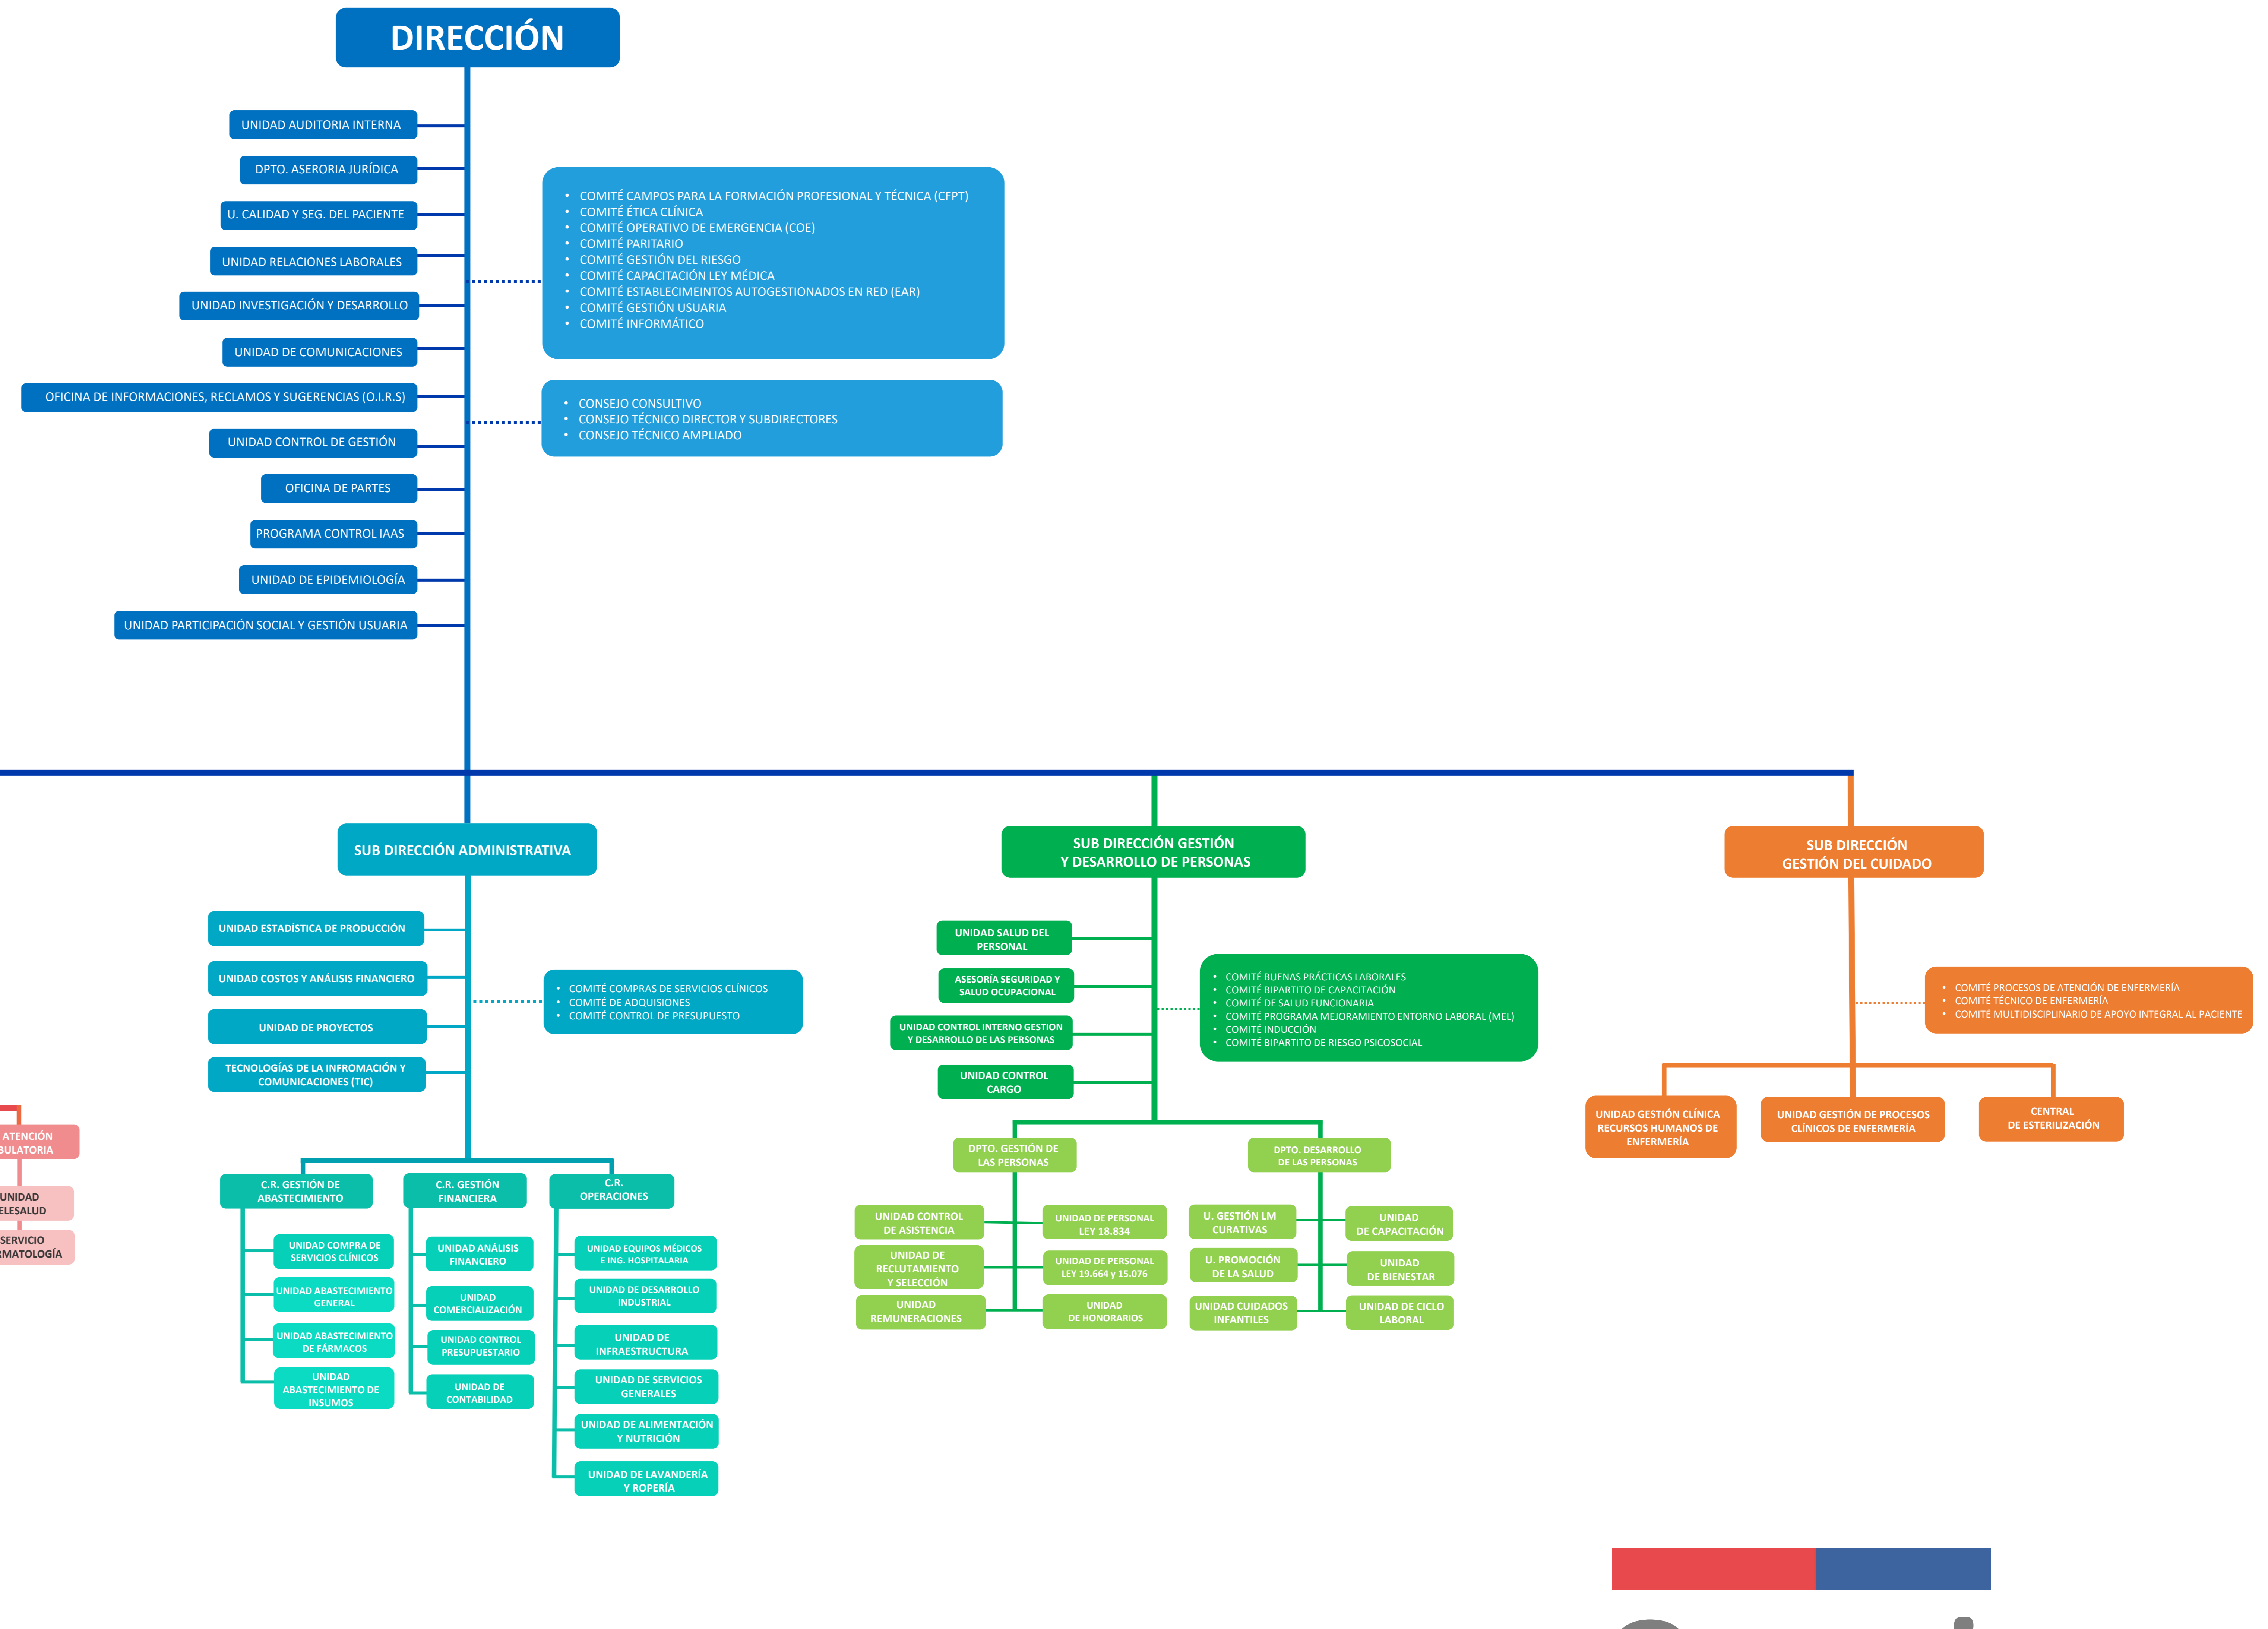 DIRECCIÓN
UNIDAD AUDITORIA INTERNA
DPTO. ASERORIA JURÍDICA
U. CALIDAD Y SEG. DEL PACIENTE
UNIDAD RELACIONES LABORALES
UNIDAD INVESTIGACIÓN Y DESARROLLO
UNIDAD DE COMUNICACIONES
OFICINA DE INFORMACIONES, RECLAMOS Y SUGERENCIAS (O.I.R.S)
UNIDAD CONTROL DE GESTIÓN
OFICINA DE PARTES
PROGRAMA CONTROL IAAS
UNIDAD DE EPIDEMIOLOGÍA
UNIDAD PARTICIPACIÓN SOCIAL Y GESTIÓN USUARIA
• COMITÉ CAMPOS PARA LA FORMACIÓN PROFESIONAL Y TÉCNICA (CFPT)
• COMITÉ ÉTICA CLÍNICA
• COMITÉ OPERATIVO DE EMERGENCIA (COE)
• COMITÉ PARITARIO
• COMITÉ GESTIÓN DEL RIESGO
• COMITÉ CAPACITACIÓN LEY MÉDICA
• COMITÉ ESTABLECIMEINTOS AUTOGESTIONADOS EN RED (EAR)
• COMITÉ GESTIÓN USUARIA
• COMITÉ INFORMÁTICO
• CONSEJO CONSULTIVO
• CONSEJO TÉCNICO DIRECTOR Y SUBDIRECTORES
• CONSEJO TÉCNICO AMPLIADO
ATENCIÓN
BULATORIA
UNIDAD
ELESALUD
SERVICIO
RMATOLOGÍA
SUB DIRECCIÓN ADMINISTRATIVA
UNIDAD ESTADÍSTICA DE PRODUCCIÓN
UNIDAD COSTOS Y ANÁLISIS FINANCIERO
UNIDAD DE PROYECTOS
TECNOLOGÍAS DE LA INFROMACIÓN Y
COMUNICACIONES (TIC)
• COMITÉ COMPRAS DE SERVICIOS CLÍNICOS
• COMITÉ DE ADQUISIONES
• COMITÉ CONTROL DE PRESUPUESTO
C.R. GESTIÓN DE
ABASTECIMIENTO
UNIDAD COMPRA DE
SERVICIOS CLÍNICOS
UNIDAD ABASTECIMIENTO
GENERAL
UNIDAD ABASTECIMIENTO
DE FÁRMACOS
UNIDAD
ABASTECIMIENTO DE
INSUMOS
C.R. GESTIÓN
FINANCIERA
UNIDAD ANÁLISIS
FINANCIERO
UNIDAD
COMERCIALIZACIÓN
UNIDAD CONTROL
PRESUPUESTARIO
UNIDAD DE
CONTABILIDAD
C.R.
OPERACIONES
UNIDAD EQUIPOS MÉDICOS
E ING. HOSPITALARIA
UNIDAD DE DESARROLLO
INDUSTRIAL
UNIDAD DE
INFRAESTRUCTURA
UNIDAD DE SERVICIOS
GENERALES
UNIDAD DE ALIMENTACIÓN
Y NUTRICIÓN
UNIDAD DE LAVANDERÍA
Y ROPERÍA
SUB DIRECCIÓN GESTIÓN
Y DESARROLLO DE PERSONAS
UNIDAD SALUD DEL
PERSONAL
ASESORÍA SEGURIDAD Y
SALUD OCUPACIONAL
UNIDAD CONTROL INTERNO GESTION
Y DESARROLLO DE LAS PERSONAS
UNIDAD CONTROL
CARGO
• COMITÉ BUENAS PRÁCTICAS LABORALES
• COMITÉ BIPARTITO DE CAPACITACIÓN
• COMITÉ DE SALUD FUNCIONARIA
• COMITÉ PROGRAMA MEJORAMIENTO ENTORNO LABORAL (MEL)
• COMITÉ INDUCCIÓN
• COMITÉ BIPARTITO DE RIESGO PSICOSOCIAL
DPTO. GESTIÓN DE
LAS PERSONAS
UNIDAD CONTROL
DE ASISTENCIA
UNIDAD DE
RECLUTAMIENTO
Y SELECCIÓN
UNIDAD
REMUNERACIONES
UNIDAD DE PERSONAL
LEY 18.834
UNIDAD DE PERSONAL
LEY 19.664 y 15.076
UNIDAD
DE HONORARIOS
DPTO. DESARROLLO
DE LAS PERSONAS
U. GESTIÓN LM
CURATIVAS
U. PROMOCIÓN
DE LA SALUD
UNIDAD CUIDADOS
INFANTILES
UNIDAD
DE CAPACITACIÓN
UNIDAD
DE BIENESTAR
UNIDAD DE CICLO
LABORAL
SUB DIRECCIÓN
GESTIÓN DEL CUIDADO
• COMITÉ PROCESOS DE ATENCIÓN DE ENFERMERÍA
• COMITÉ TÉCNICO DE ENFERMERÍA
• COMITÉ MULTIDISCIPLINARIO DE APOYO INTEGRAL AL PACIENTE
UNIDAD GESTIÓN CLÍNICA
RECURSOS HUMANOS DE
ENFERMERÍA
UNIDAD GESTIÓN DE PROCESOS
CLÍNICOS DE ENFERMERÍA
CENTRAL
DE ESTERILIZACIÓN